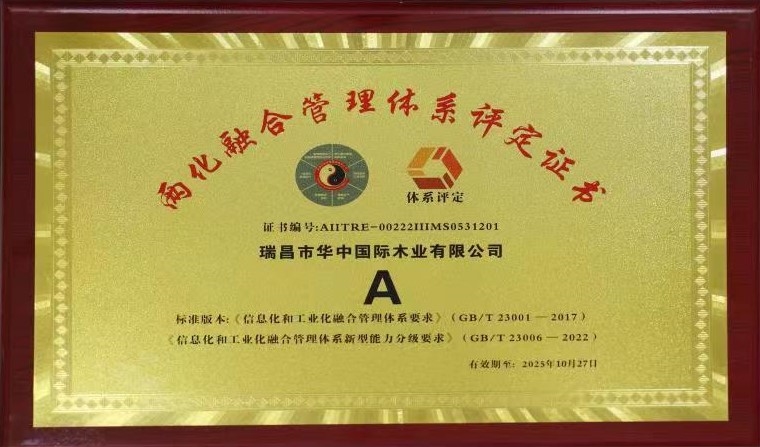 两化融合管理体系评定证书
体系评定
证书编号:AIITRE-00222IIIMS0531201
瑞昌市华中国际木业有限公司
A
标准版本:《信息化和工业化融合管理体系要求》（GB/T 23001 — 2017）
《信息化和工业化融合管理体系新型能力分级要求》（GB/T 23006 — 2022）
有效期至: 2025年10月27日